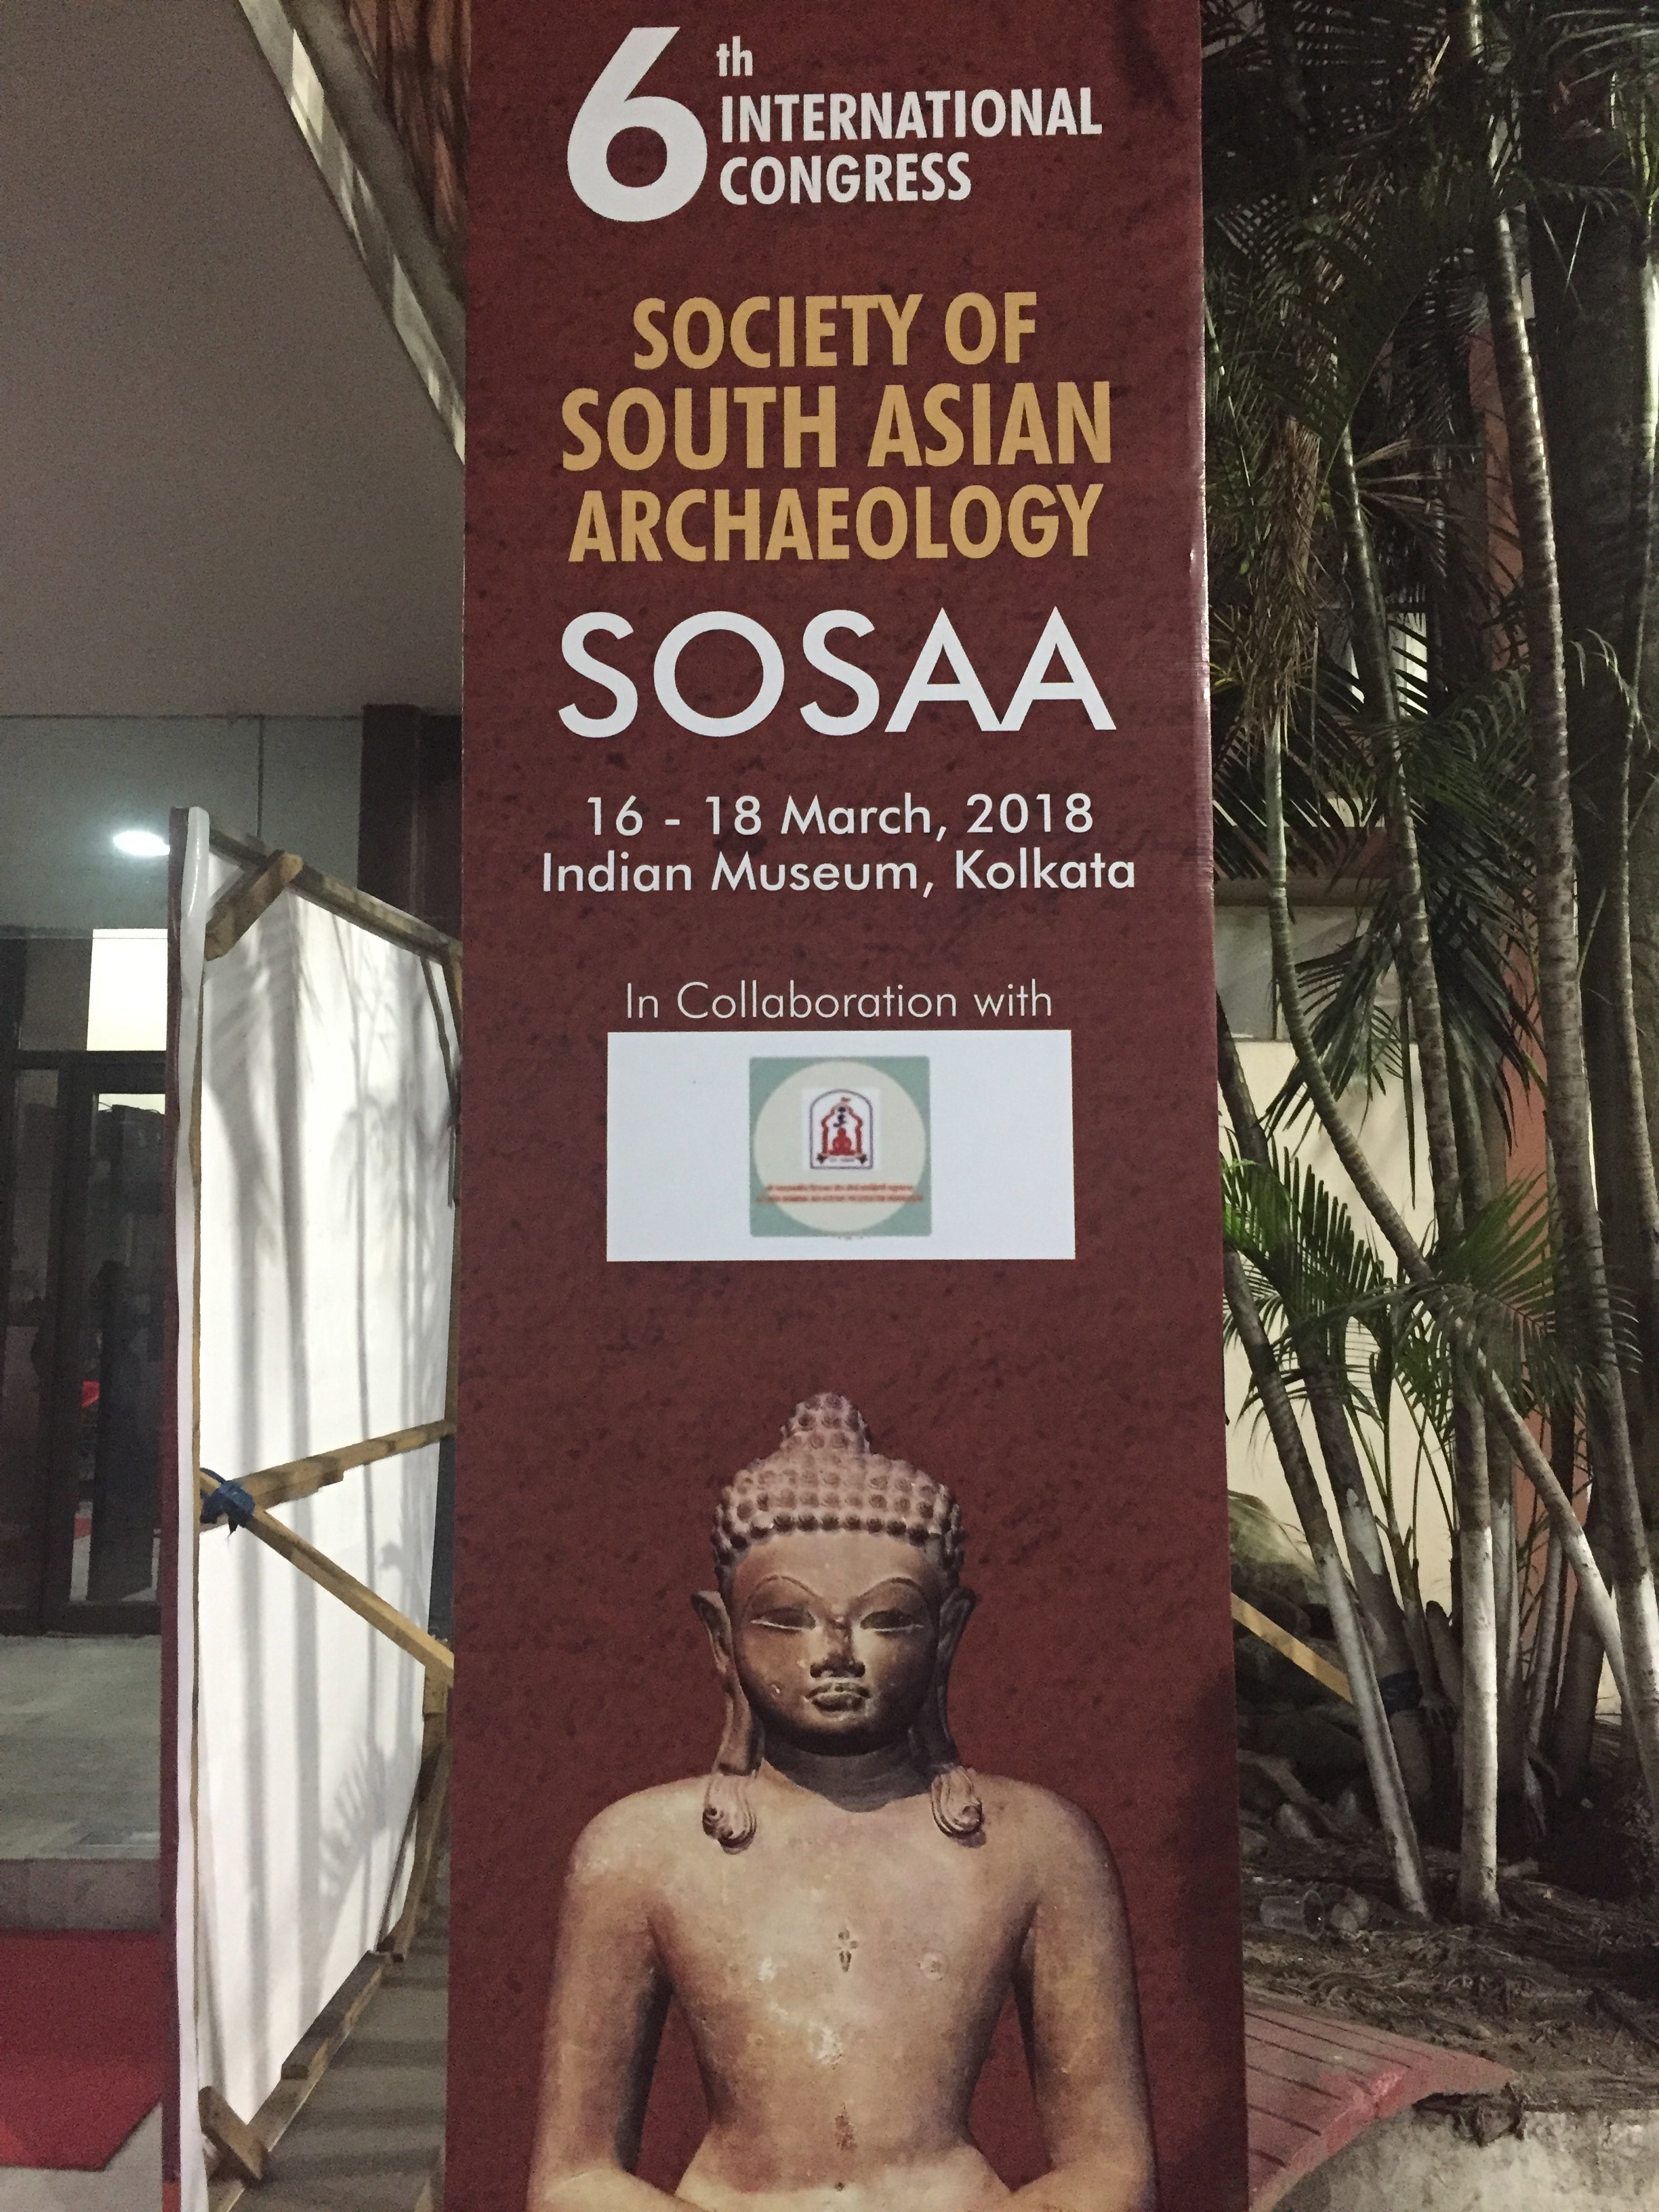 6th
INTERNATIONAL
CONGRESS
SOCIETY OF
SOUTH ASIAN
ARCHAEOLOGY
SOSAA
16 - 18 March, 2018
Indian Museum, Kolkata
In Collaboration with